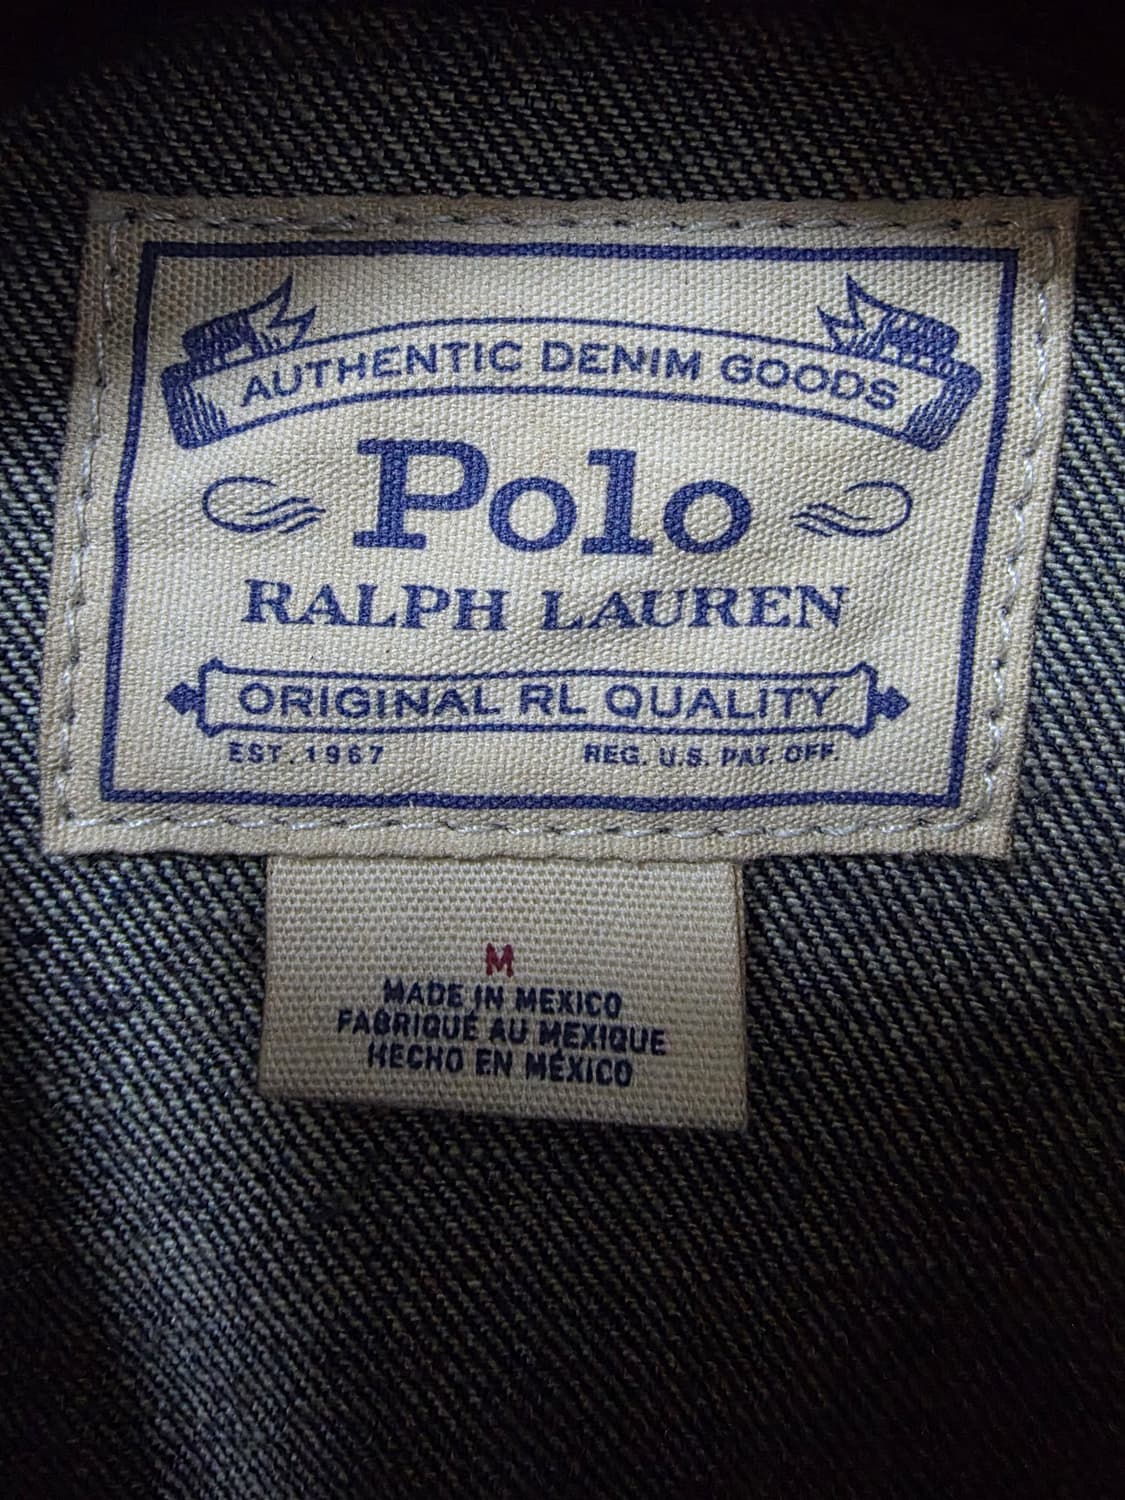 AUTHENTIC DENIM GOODS
Polo
RALPH LAUREN
ORIGINAL RL QUALITY
EST. 1967 REG. U.S. PAT. OFF.
M
MADE IN MEXICO
FABRIQUÉ AU MEXIQUE
HECHO EN MÉXICO